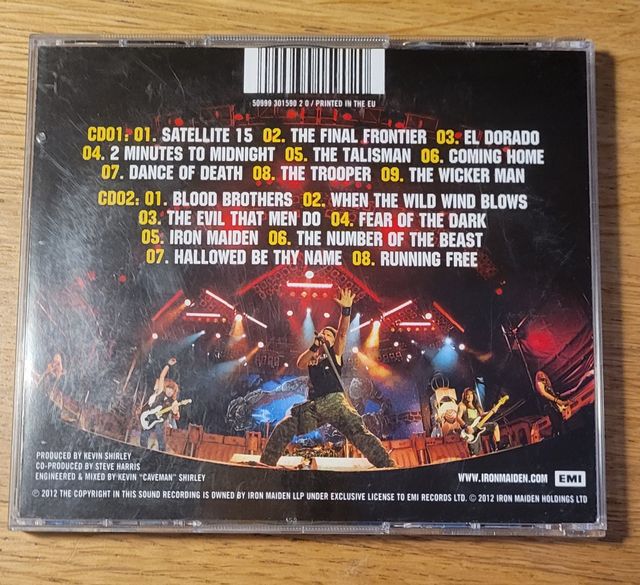 50999 301590 2 0 / PRINTED IN THE EU
CD01: 01. SATELLITE 15 02. THE FINAL FRONTIER 03. EL DORADO
04. 2 MINUTES TO MIDNIGHT 05. THE TALISMAN 06. COMING HOME
07. DANCE OF DEATH 08. THE TROOPER 09. THE WICKER MAN
CD02: 01. BLOOD BROTHERS 02. WHEN THE WILD WIND BLOWS
03. THE EVIL THAT MEN DO 04. FEAR OF THE DARK
05. IRON MAIDEN 06. THE NUMBER OF THE BEAST
07. HALLOWED BE THY NAME 08. RUNNING FREE
PRODUCED BY KEVIN SHIRLEY
CO-PRODUCED BY STEVE HARRIS
ENGINEERED & MIXED BY KEVIN "CAVEMAN" SHIRLEY
WWW.IRONMAIDEN.COM EMI
℗ 2012 THE COPYRIGHT IN THIS SOUND RECORDING IS OWNED BY IRON MAIDEN LLP UNDER EXCLUSIVE LICENSE TO EMI RECORDS LTD. © 2012 IRON MAIDEN HOLDINGS LTD